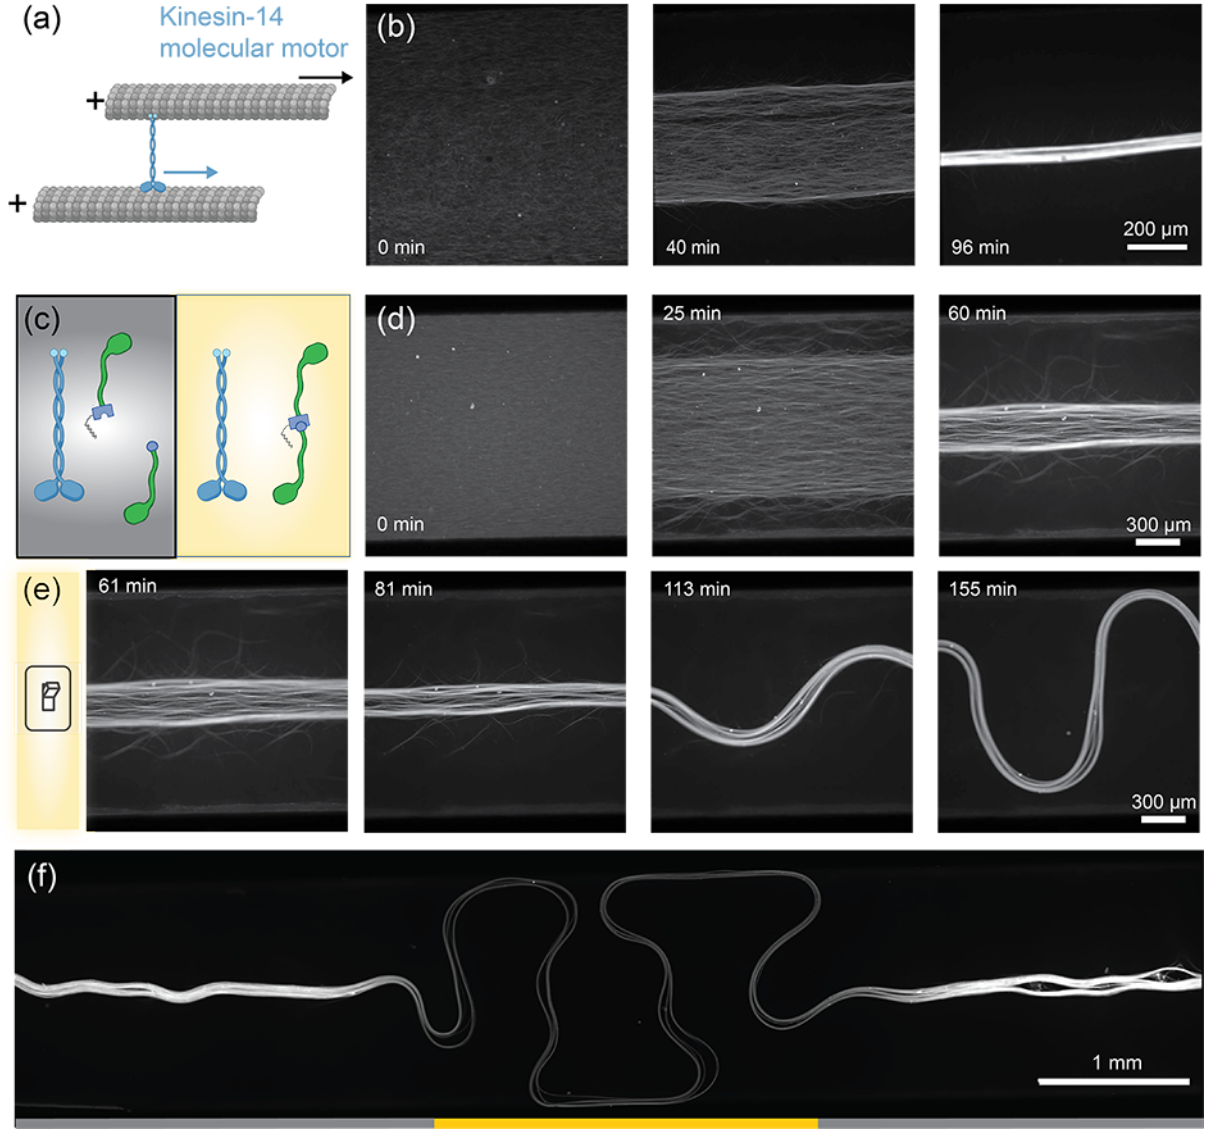 (a)
Kinesin-14
molecular motor
+
+
(b)
0 min
40 min
96 min
200 µm
(c)
(d)
0 min
25 min
60 min
300 µm
(e)
61 min
81 min
113 min
155 min
300 µm
(f)
1 mm